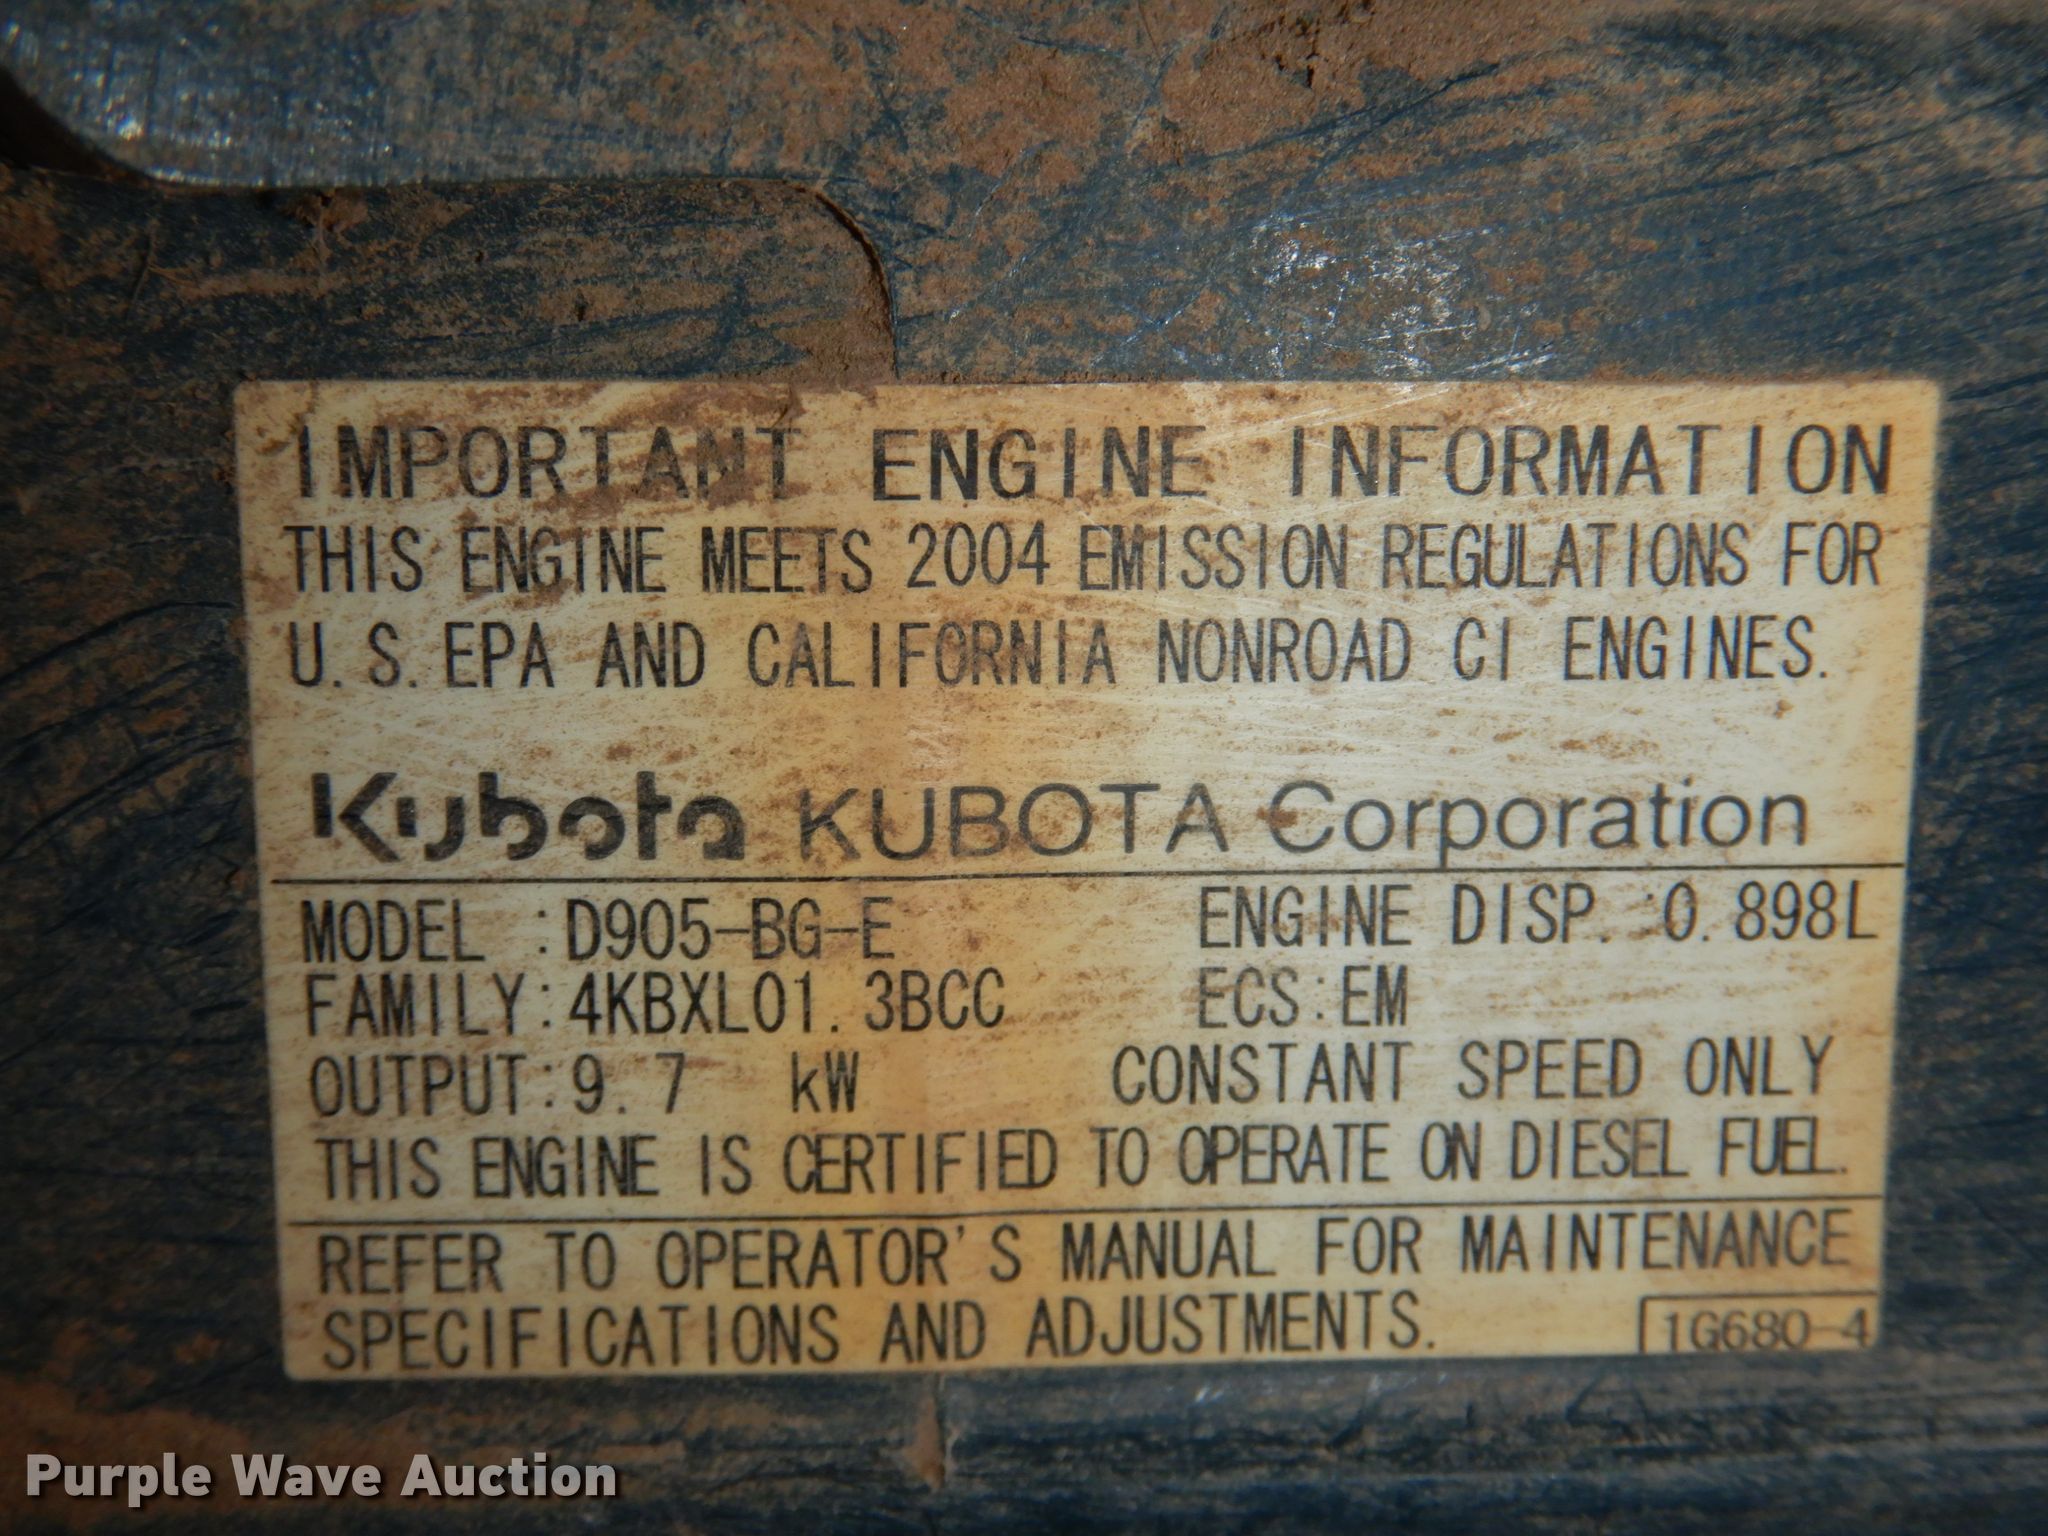 IMPORTANT ENGINE INFORMATION
THIS ENGINE MEETS 2004 EMISSION REGULATIONS FOR
U.S.EPA AND CALIFORNIA NONROAD CI ENGINES.
Kubota KUBOTA Corporation
MODEL :D905-BG-E ENGINE DISP. :0.898L
FAMILY:4KBXL01.3BCC ECS:EM
OUTPUT:9.7 kW CONSTANT SPEED ONLY
THIS ENGINE IS CERTIFIED TO OPERATE ON DIESEL FUEL.
REFER TO OPERATOR'S MANUAL FOR MAINTENANCE
SPECIFICATIONS AND ADJUSTMENTS. 1G680-4
Purple Wave Auction